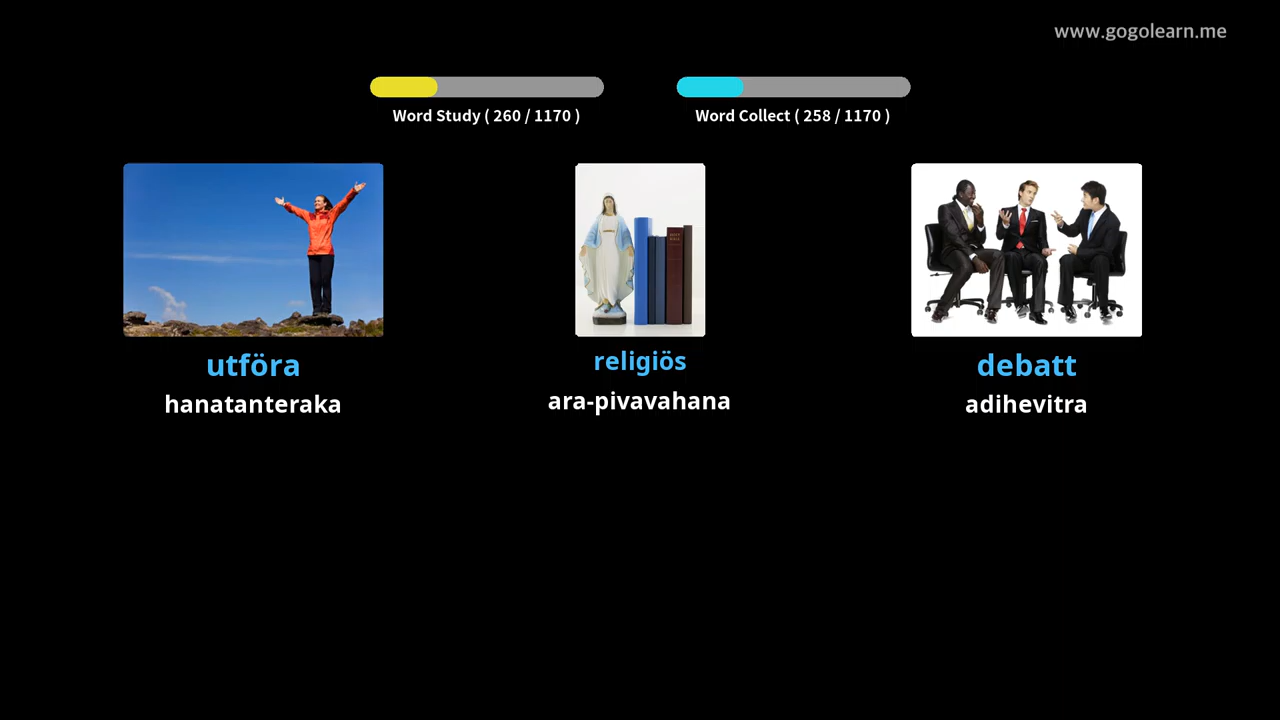 www.gogolearn.me
Word Study ( 260 / 1170 )
Word Collect ( 258 / 1170 )
utföra
religiös
debatt
hanatanteraka
ara-pivavahana
adihevitra